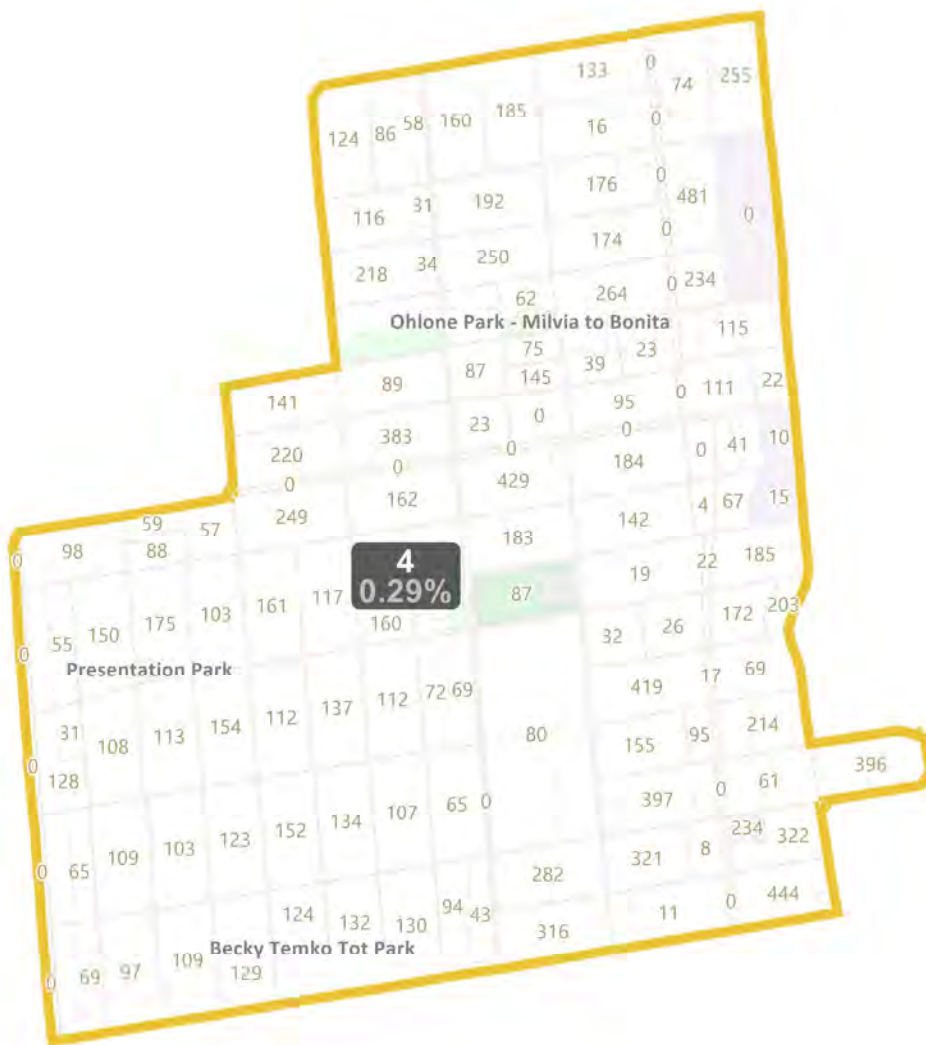 133 0 74 255
124 86 58 160 185 16 0
116 31 192 176 0 481 0
218 34 250 174 0
62 264 0 234
Ohlone Park - Milvia to Bonita 115
75
141 89 87 145 39 23
23 0 95 0 111 22
220 383 0 0
0 0 429 184 0 41 10
249 162
59 57 183 142 4 67 15
0 98 88
4
0.29%
87 19 22 185
55 150 175 103 161 117 160
0 32 26 172 203
Presentation Park
419 17 69
31 108 113 154 112 137 112 72 69
80 155 95 214
0 128
397 0 61 396
65 109 103 123 152 134 107 65 0
0 282 321 8 234 322
124 132 130 94 43
316 11 0 444
Becky Temko Tot Park
0 69 97 109 129